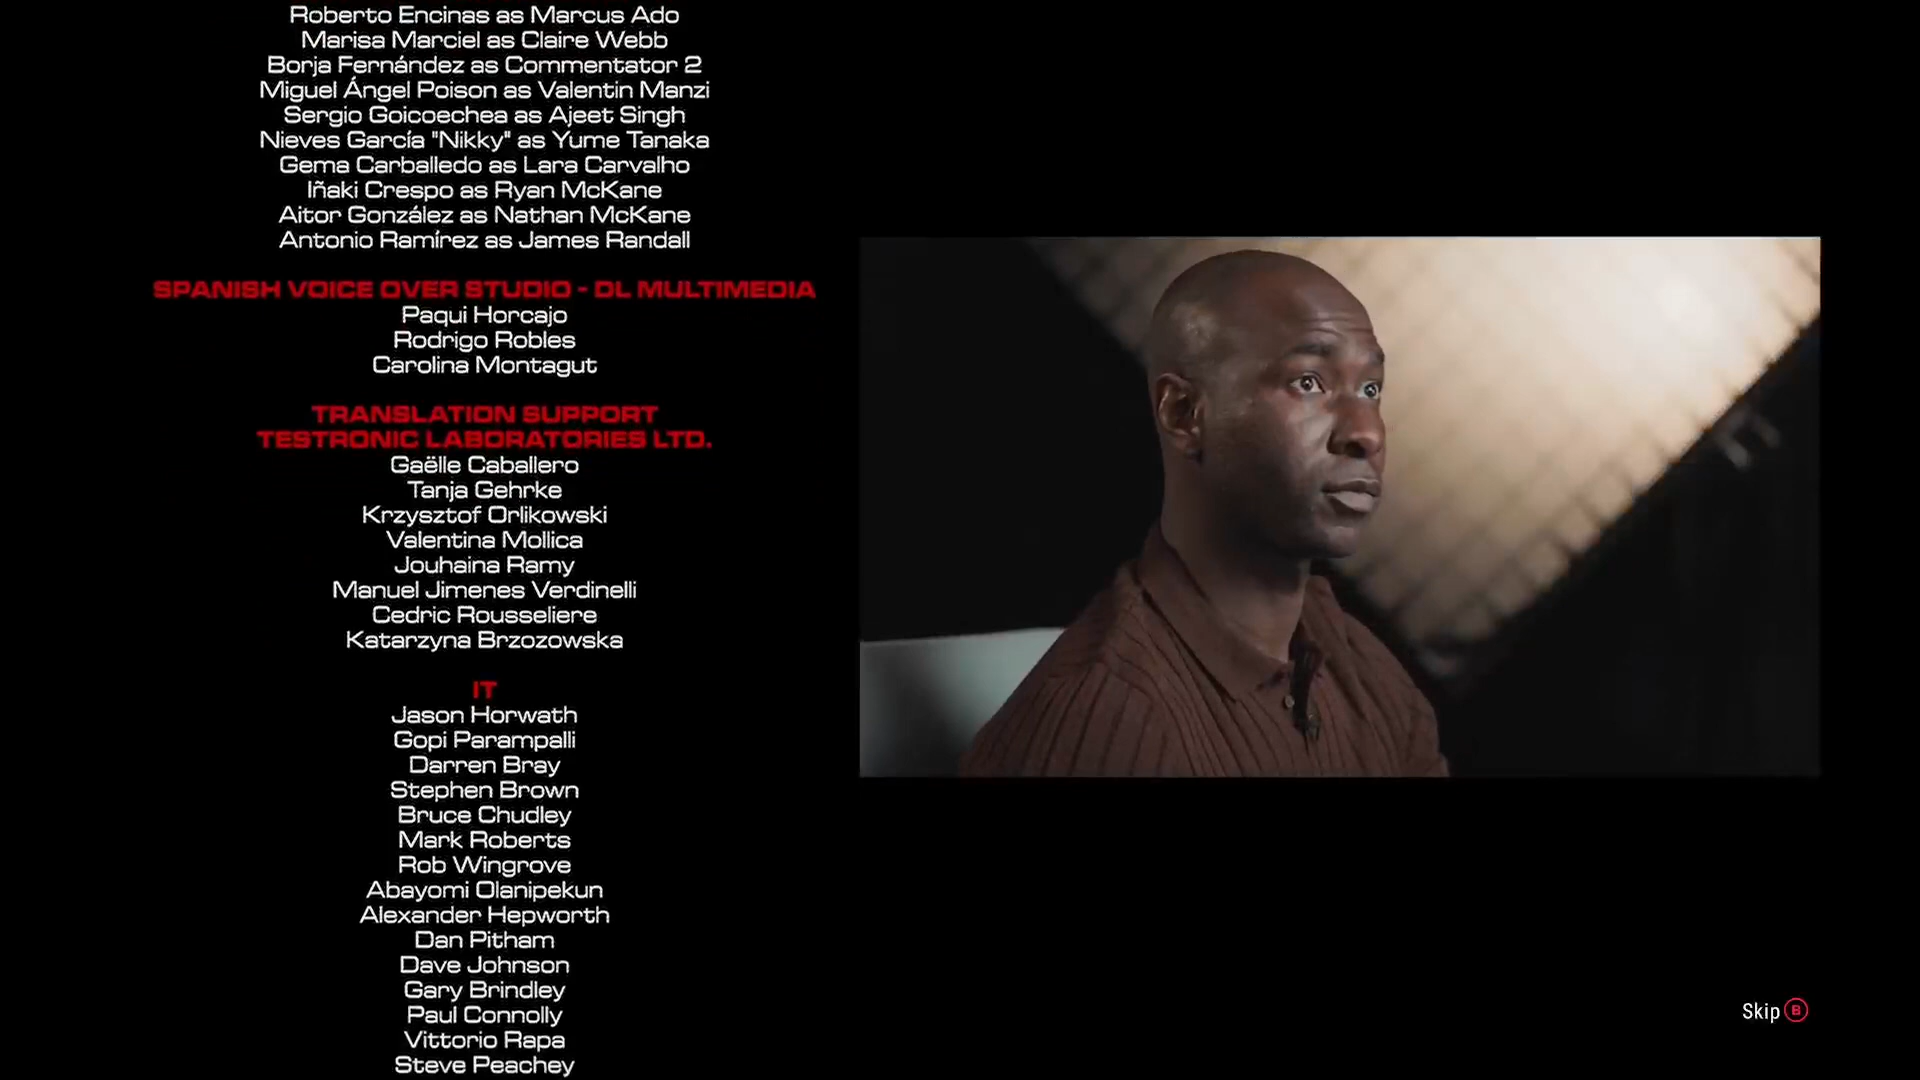 Roberto Encinas as Marcus Ado
Marisa Marciel as Claire Webb
Borja Fernández as Commentator 2
Miguel Ángel Poison as Valentin Manzi
Sergio Goicoechea as Ajeet Singh
Nieves García "Nikky" as Yume Tanaka
Gema Carballedo as Lara Carvalho
Iñaki Crespo as Ryan McKane
Aitor González as Nathan McKane
Antonio Ramírez as James Randall
SPANISH VOICE OVER STUDIO - DL MULTIMEDIA
Paqui Horcajo
Rodrigo Robles
Carolina Montagut
TRANSLATION SUPPORT
TESTRONIC LABORATORIES LTD.
Gaëlle Caballero
Tanja Gehrke
Krzysztof Orlikowski
Valentina Mollica
Jouhaina Ramy
Manuel Jimenes Verdinelli
Cedric Rousseliere
Katarzyna Brzozowska
IT
Jason Horwath
Gopi Parampalli
Darren Bray
Stephen Brown
Bruce Chudley
Mark Roberts
Rob Wingrove
Abayomi Olanipekun
Alexander Hepworth
Dan Pitham
Dave Johnson
Gary Brindley
Paul Connolly
Vittorio Rapa
Steve Peachey
Skip B